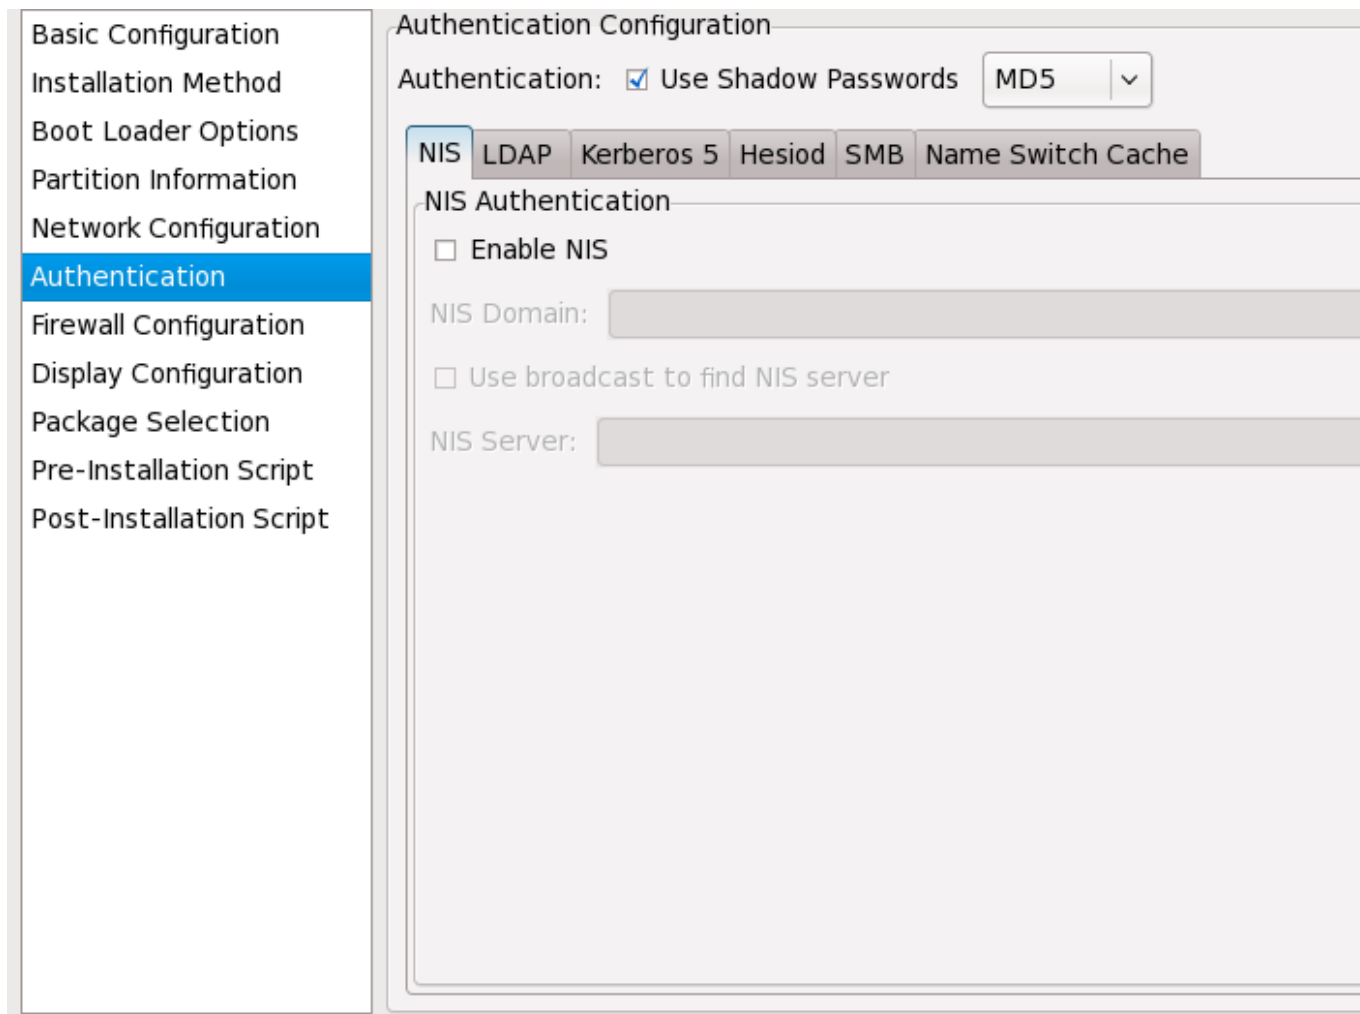 Basic Configuration
Installation Method
Boot Loader Options
Partition Information
Network Configuration
Authentication
Firewall Configuration
Display Configuration
Package Selection
Pre-Installation Script
Post-Installation Script
Authentication Configuration
Authentication: Use Shadow Passwords MD5
NIS LDAP Kerberos 5 Hesiod SMB Name Switch Cache
NIS Authentication
Enable NIS
NIS Domain:
Use broadcast to find NIS server
NIS Server: